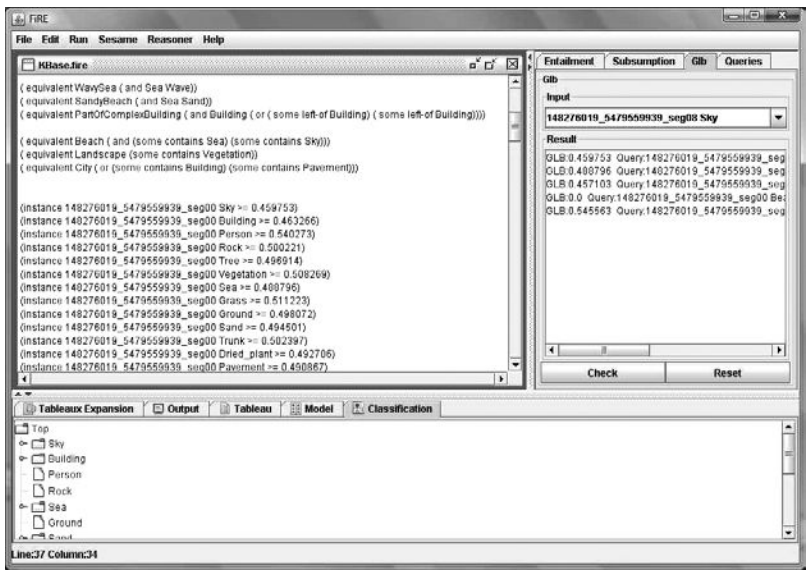 FiRE
File Edit Run Sesame Reasoner Help
KBase.fire
( equivalent WavySea ( and Sea Wave))
( equivalent SandyBeach ( and Sea Sand))
( equivalent PartOfComplexBuilding ( and Building ( or ( some left-of Building) ( some left-of Building))))
( equivalent Beach ( and (some contains Sea) (some contains Sky)))
( equivalent Landscape (some contains Vegetation))
( equivalent City ( or (some contains Building) (some contains Pavement)))
(instance 148276019_5479559939_seg00 Sky >= 0.459753)
(instance 148276019_5479559939_seg00 Building >= 0.463266)
(instance 148276019_5479559939_seg00 Person >= 0.540273)
(instance 148276019_5479559939_seg00 Rock >= 0.500221)
(instance 148276019_5479559939_seg00 Tree >= 0.496914)
(instance 148276019_5479559939_seg00 Vegetation >= 0.508269)
(instance 148276019_5479559939_seg00 Sea >= 0.488796)
(instance 148276019_5479559939_seg00 Grass >= 0.511223)
(instance 148276019_5479559939_seg00 Ground >= 0.498072)
(instance 148276019_5479559939_seg00 Sand >= 0.494501)
(instance 148276019_5479559939_seg00 Trunk >= 0.502397)
(instance 148276019_5479559939_seg00 Dried_plant >= 0.492706)
(instance 148276019_5479559939_seg00 Pavement >= 0.490867)
Entailment Subsumption Glb Queries
Glb
Input
148276019_5479559939_seg08 Sky
Result
GLB:0.459753 Query:148276019_5479559939_seg
GLB:0.488796 Query:148276019_5479559939_seg
GLB:0.457103 Query:148276019_5479559939_seg
GLB:0.0 Query:148276019_5479559939_seg00 Bea
GLB:0.545563 Query:148276019_5479559939_seg
Check Reset
Tableaux Expansion Output Tableau Model Classification
Top
Sky
Building
Person
Rock
Sea
Ground
Sand
Line:37 Column:34